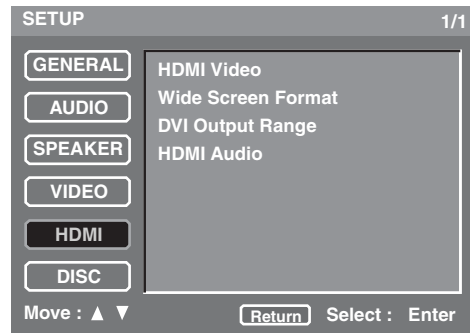 SETUP 1/1
GENERAL
AUDIO
SPEAKER
VIDEO
HDMI
DISC
HDMI Video
Wide Screen Format
DVI Output Range
HDMI Audio
Move : ▲ ▼ Return Select : Enter